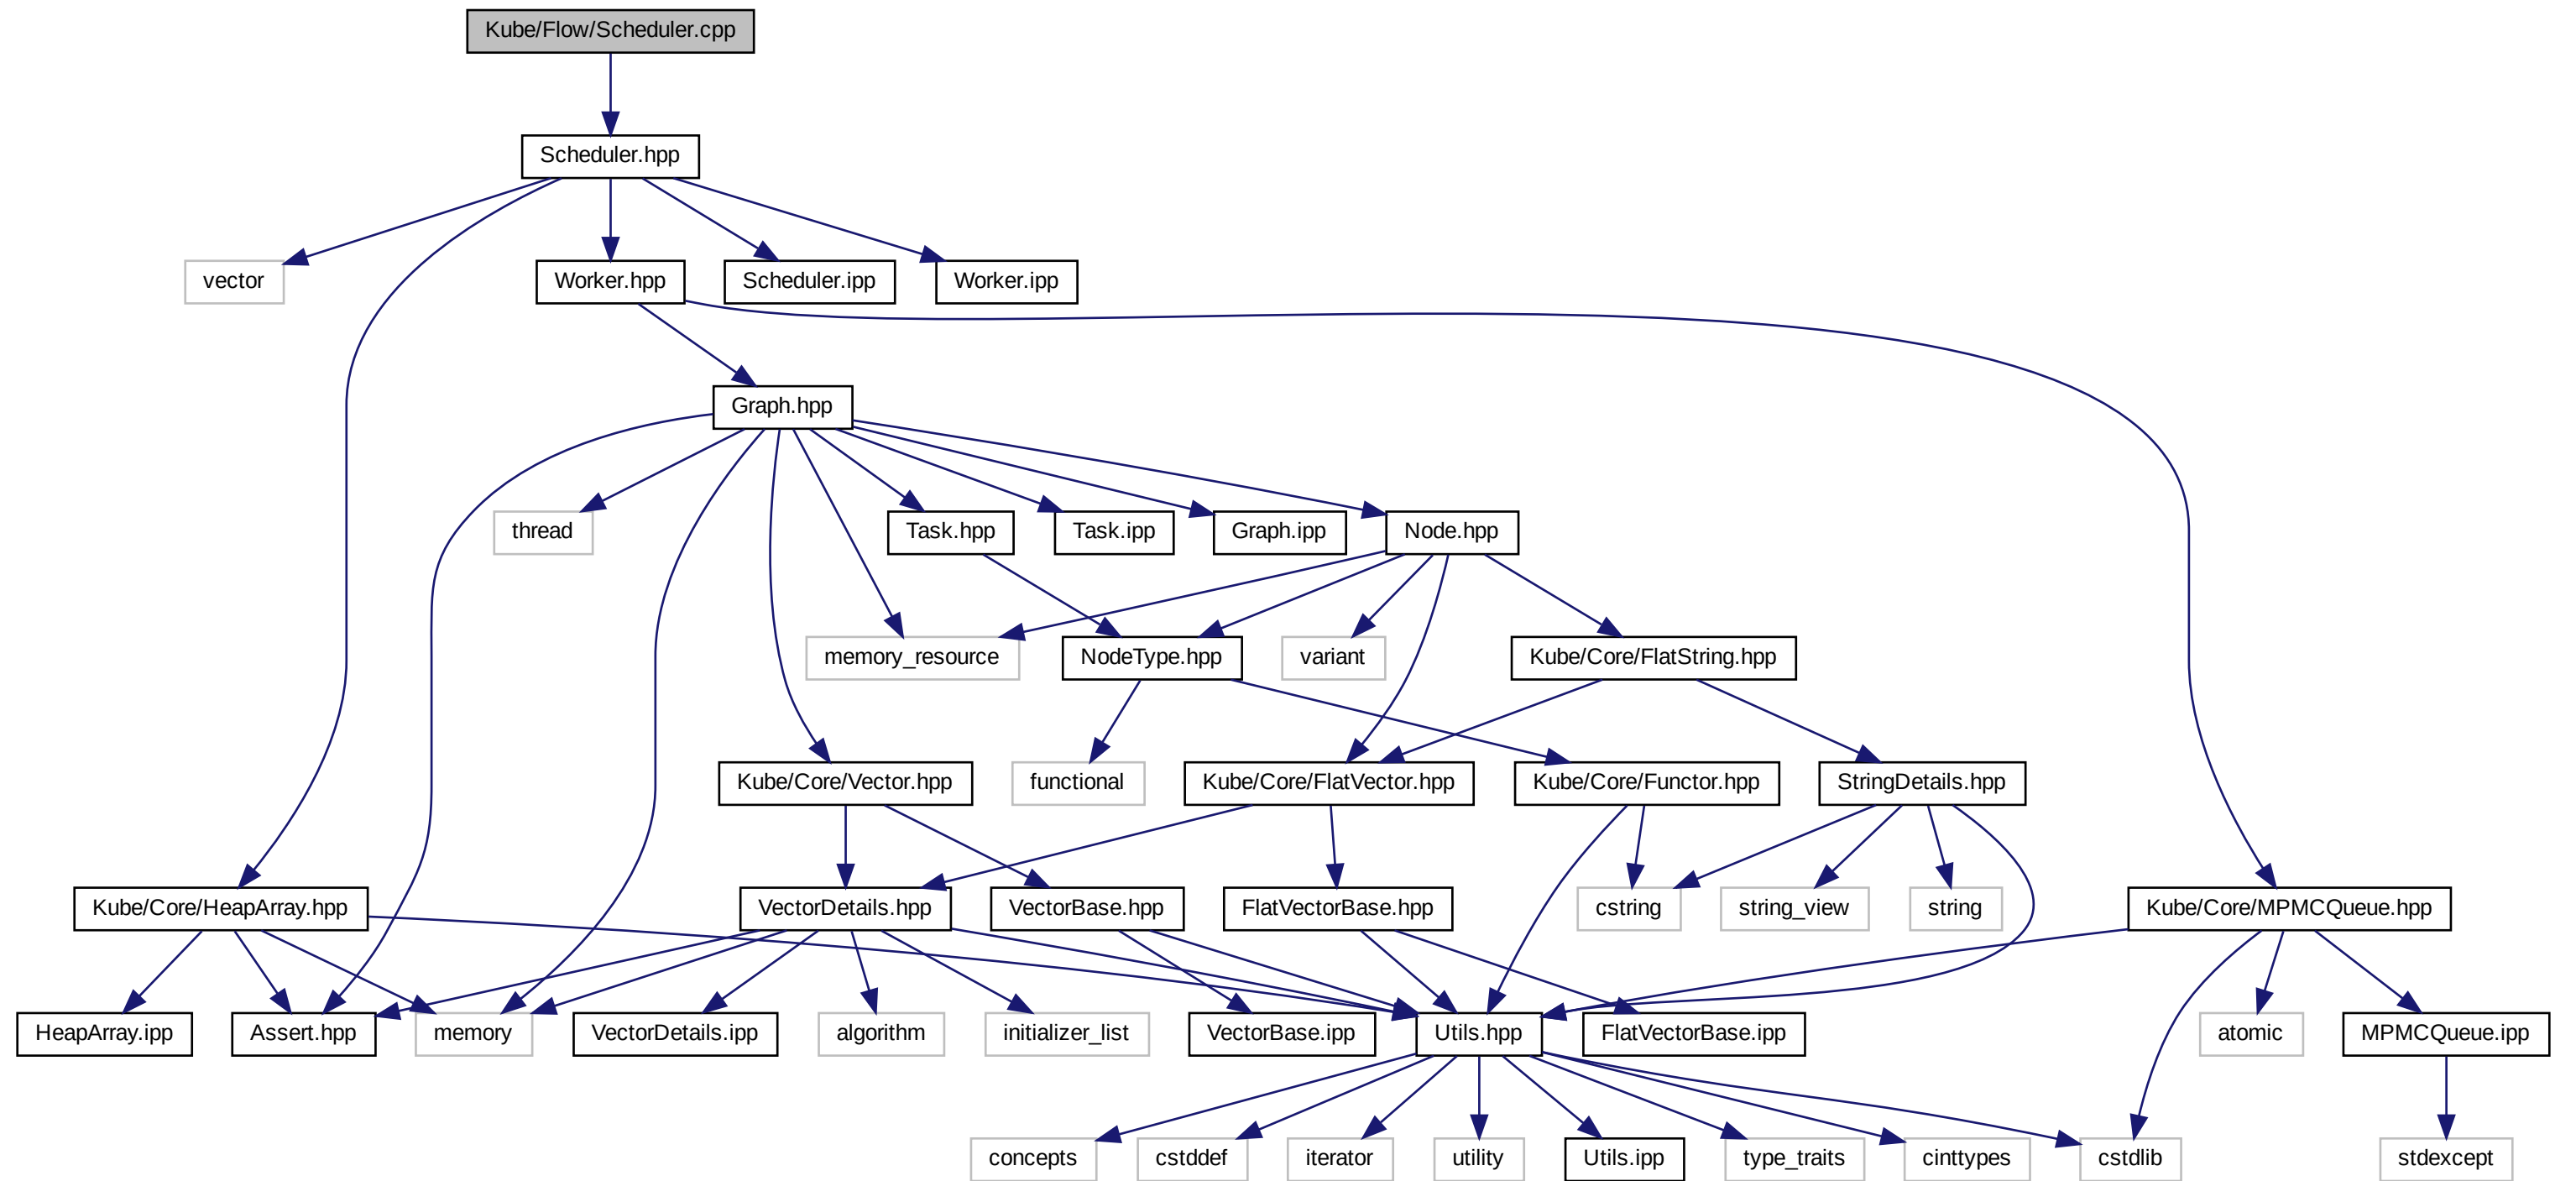 Kube/Flow/Scheduler.cpp
Scheduler.hpp
vector
Worker.hpp
Scheduler.ipp
Worker.ipp
Graph.hpp
thread
Task.hpp
Task.ipp
Graph.ipp
Node.hpp
memory_resource
NodeType.hpp
variant
Kube/Core/FlatString.hpp
Kube/Core/Vector.hpp
functional
Kube/Core/FlatVector.hpp
Kube/Core/Functor.hpp
StringDetails.hpp
Kube/Core/HeapArray.hpp
VectorDetails.hpp
VectorBase.hpp
FlatVectorBase.hpp
cstring
string_view
string
Kube/Core/MPMCQueue.hpp
HeapArray.ipp
Assert.hpp
memory
VectorDetails.ipp
algorithm
initializer_list
VectorBase.ipp
Utils.hpp
FlatVectorBase.ipp
atomic
MPMCQueue.ipp
concepts
cstddef
iterator
utility
Utils.ipp
type_traits
cinttypes
cstdlib
stdexcept